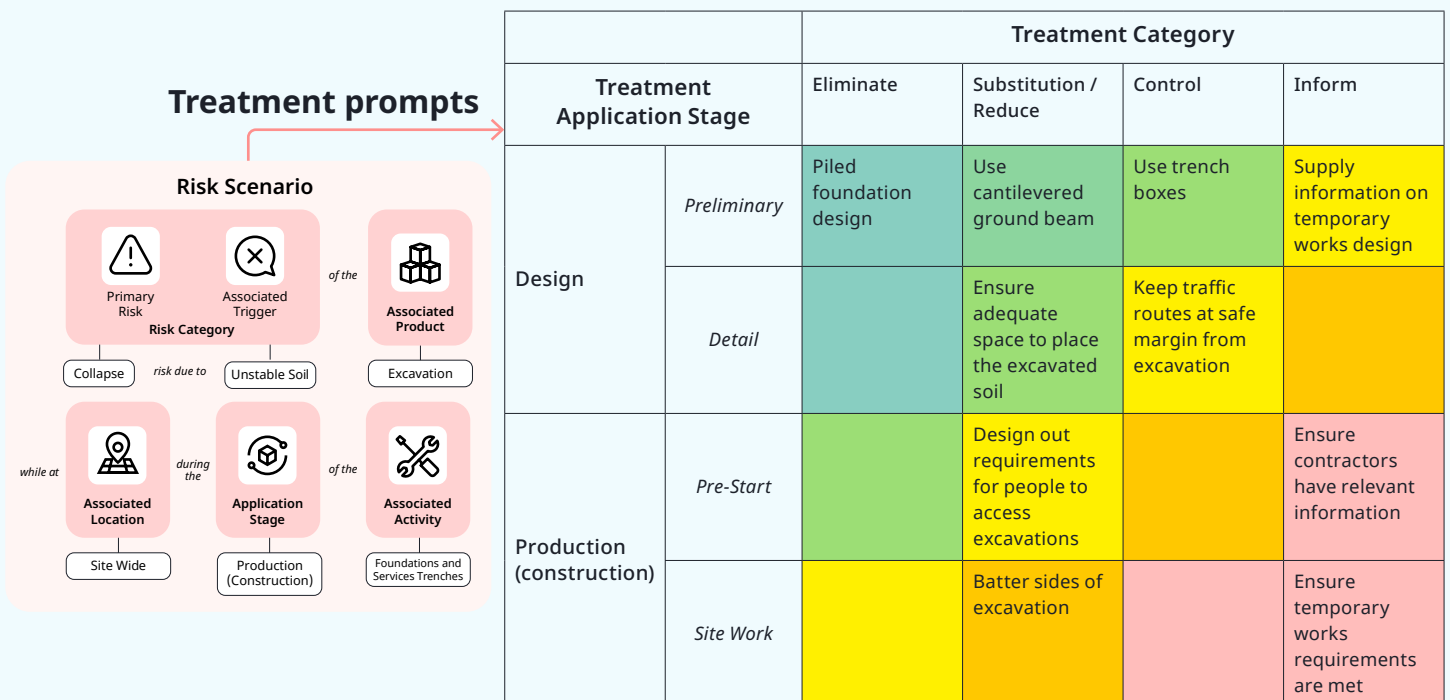 Treatment prompts
Risk Scenario
Primary
Risk
Associated
Trigger
Risk Category
of the
Associated
Product
Collapse
risk due to
Unstable Soil
Excavation
while at
Associated
Location
during
the
Application
Stage
of the
Associated
Activity
Site Wide
Production
(Construction)
Foundations and
Services Trenches
Treatment Category
Treatment
Application Stage
Eliminate
Substitution /
Reduce
Control
Inform
Design
Preliminary
Piled
foundation
design
Use
cantilevered
ground beam
Use trench
boxes
Supply
information on
temporary
works design
Detail
Ensure
adequate
space to place
the excavated
soil
Keep traffic
routes at safe
margin from
excavation
Production
(construction)
Pre-Start
Design out
requirements
for people to
access
excavations
Ensure
contractors
have relevant
information
Site Work
Batter sides of
excavation
Ensure
temporary
works
requirements
are met